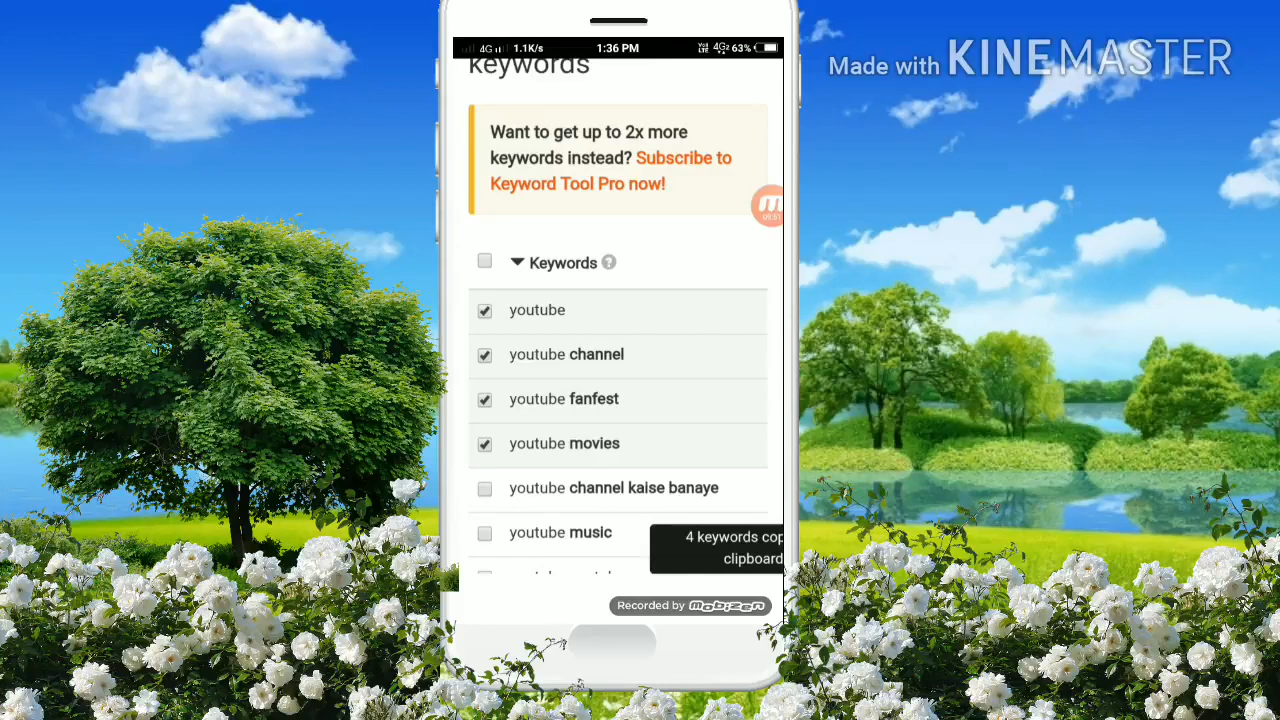 Made with KINEMASTER
4G 1.1K/s 1:36 PM VoLTE 4G2 63%
keywords
Want to get up to 2x more
keywords instead? Subscribe to
Keyword Tool Pro now!
M
Keywords ?
youtube
youtube channel
youtube fanfest
youtube movies
youtube channel kaise banaye
youtube music
4 keywords cop
clipboard
Recorded by mobizen